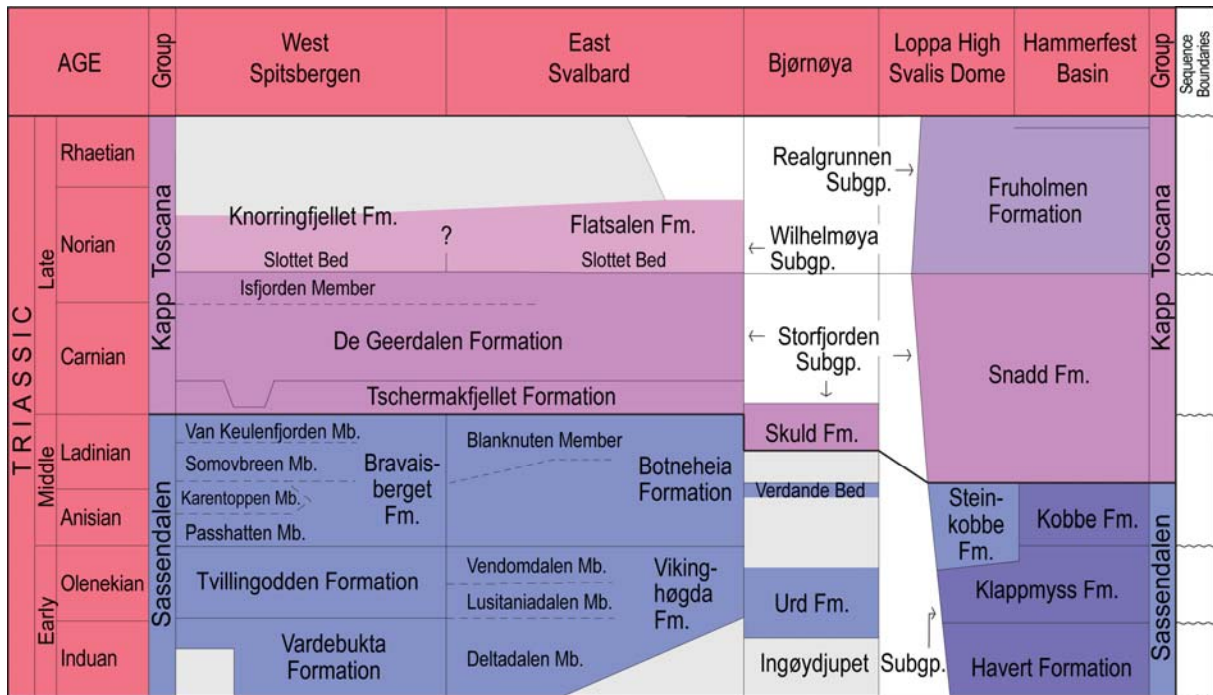 AGE
Group
West
Spitsbergen
East
Svalbard
Bjørnøya
Loppa High
Svalis Dome
Hammerfest
Basin
Group
Sequence
Boundaries
TRIASSIC
Late
Middle
Early
Rhaetian
Norian
Carnian
Ladinian
Anisian
Olenekian
Induan
Kapp Toscana
Sassendalen
Knorringfjellet Fm.
?
Flatsalen Fm.
Slottet Bed
Slottet Bed
Isfjorden Member
De Geerdalen Formation
Tschermakfjellet Formation
Van Keulenfjorden Mb.
Somovbreen Mb.
Karentoppen Mb.
Passhatten Mb.
Bravais-
berget
Fm.
Blanknuten Member
Botneheia
Formation
Tvillingodden Formation
Vendomdalen Mb.
Lusitaniadalen Mb.
Viking-
høgda
Fm.
Vardebukta
Formation
Deltadalen Mb.
Realgrunnen
Subgp.
→
← Wilhelmøya
Subgp.
←
Storfjorden
Subgp.
→
↓
Skuld Fm.
Verdande Bed
Urd Fm.
Ingøydjupet Subgp.
Fruholmen
Formation
Snadd Fm.
Stein-
kobbe
Fm.
Kobbe Fm.
Klappmyss Fm.
Havert Formation
Kapp Toscana
Sassendalen